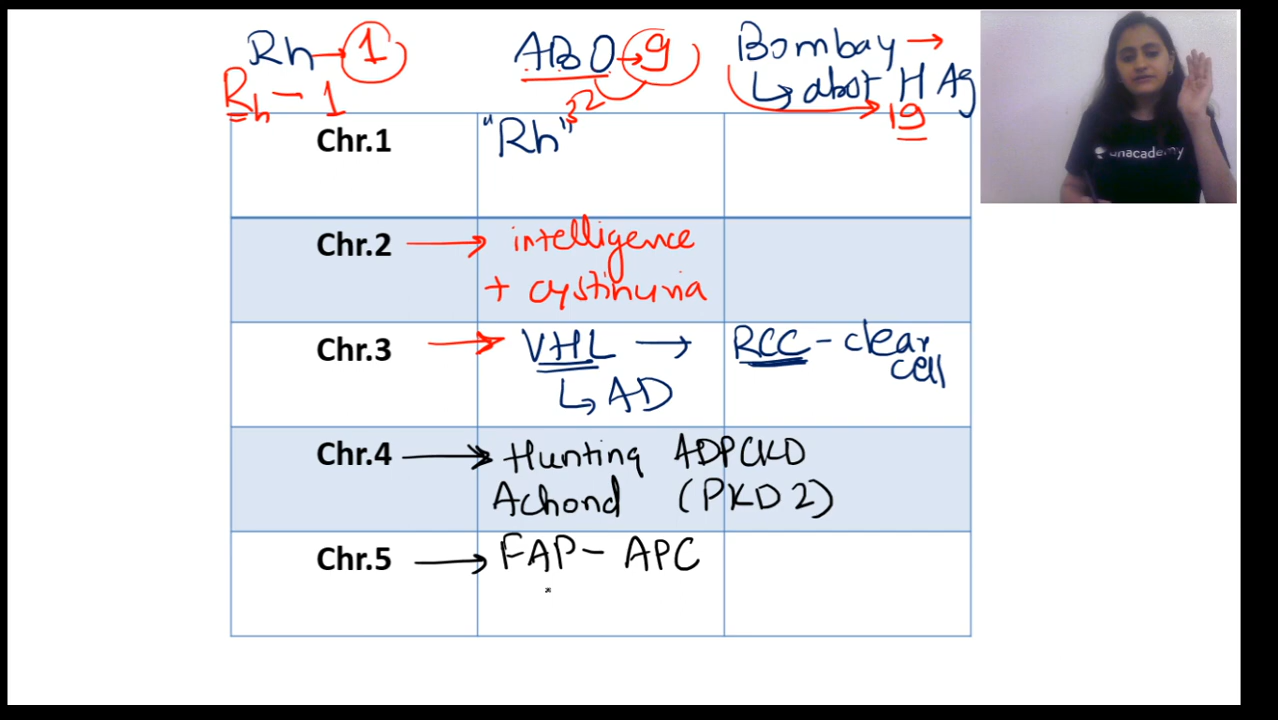 Rh → 1
Rh - 1
ABO → 9
32
Bombay →
↳ abst H Ag
19
Chr.1 "Rh"
Chr.2 → intelligence
+ cystinuria
Chr.3 → VHL → RCC - clear
cell
↳ AD
Chr.4 → Hunting ADPCKD
Achond (PKD 2)
Chr.5 → FAP - APC
unacademy